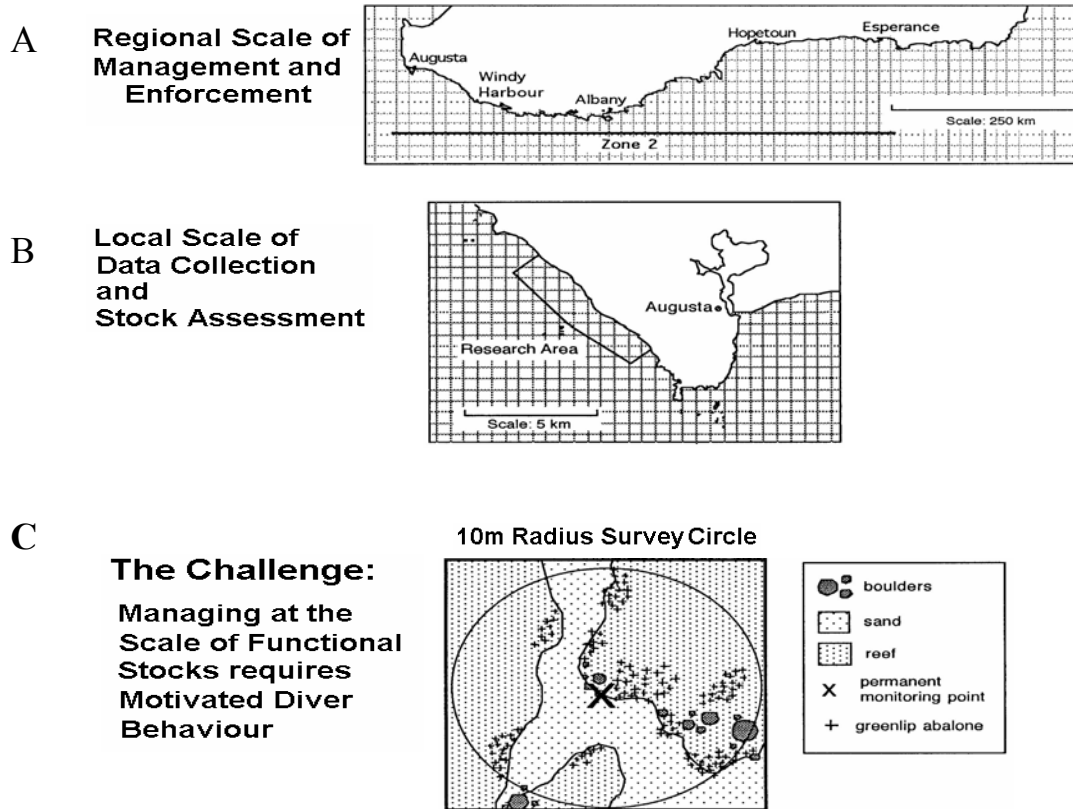 A
Regional Scale of
Management and
Enforcement
Augusta
Windy
Harbour
Albany
Hopetoun
Esperance
Scale: 250 km
Zone 2
B
Local Scale of
Data Collection
and
Stock Assessment
Augusta
Research Area
Scale: 5 km
C
The Challenge:
Managing at the
Scale of Functional
Stocks requires
Motivated Diver
Behaviour
10m Radius Survey Circle
boulders
sand
reef
permanent
monitoring point
greenlip abalone